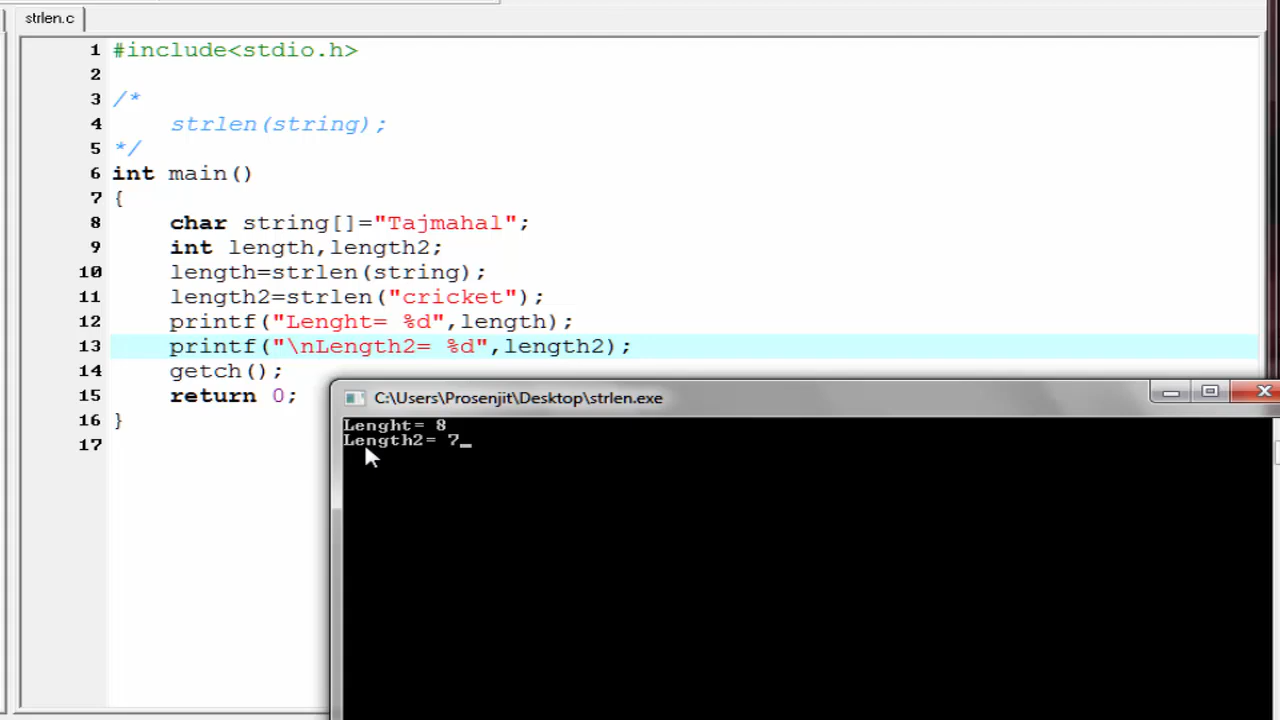 strlen.c
1 #include<stdio.h>
2
3 /*
4 strlen(string);
5 */
6 int main()
7 {
8 char string[]="Tajmahal";
9 int length,length2;
10 length=strlen(string);
11 length2=strlen("cricket");
12 printf("Lenght= %d",length);
13 printf("\nLength2= %d",length2);
14 getch();
15 return 0;
16 }
17
C:\Users\Prosenjit\Desktop\strlen.exe
Lenght= 8
Length2= 7_